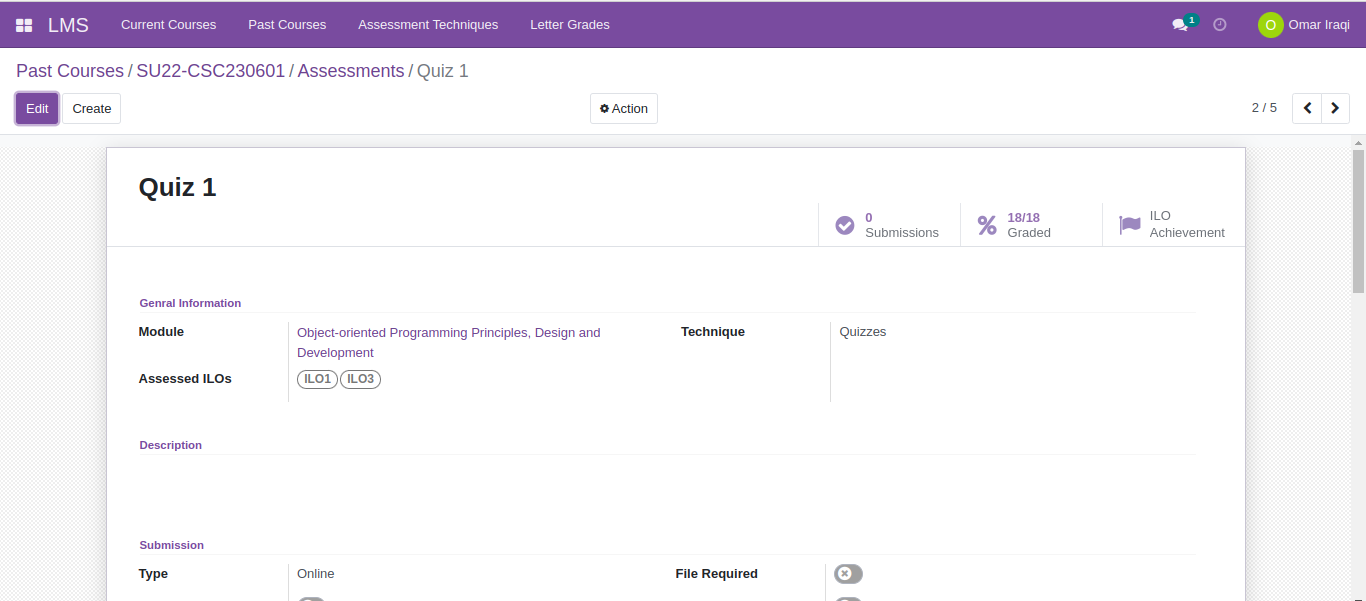 LMS Current Courses Past Courses Assessment Techniques Letter Grades 1 O Omar Iraqi
Past Courses / SU22-CSC230601 / Assessments / Quiz 1
Edit Create Action 2 / 5
Quiz 1
0 Submissions
18/18 Graded
ILO Achievement
Genral Information
Module Object-oriented Programming Principles, Design and
Development
Technique Quizzes
Assessed ILOs ILO1 ILO3
Description
Submission
Type Online File Required